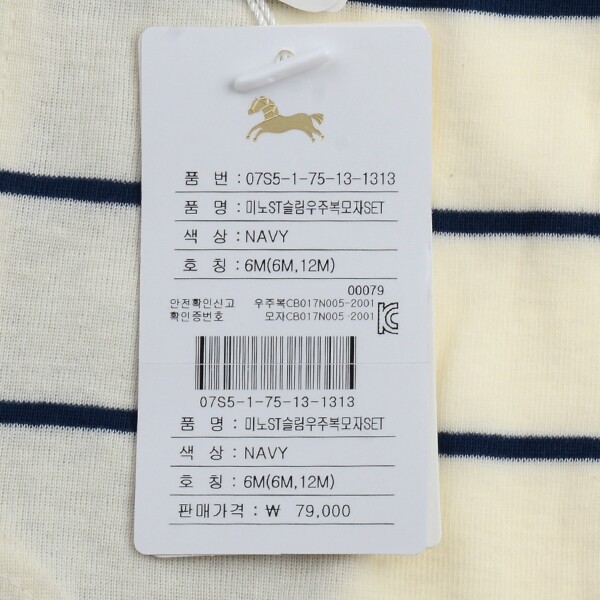 품 번 : 07S5-1-75-13-1313
품 명 : 미노ST슬림우주복모자SET
색 상 : NAVY
호 칭 : 6M(6M,12M)
00079
안전확인신고 우주복CB017N005-2001
확인증번호 모자CB017N005-2001
07S5-1-75-13-1313
품 명 : 미노ST슬림우주복모자SET
색 상 : NAVY
호 칭 : 6M(6M,12M)
판매가격 : ₩ 79,000